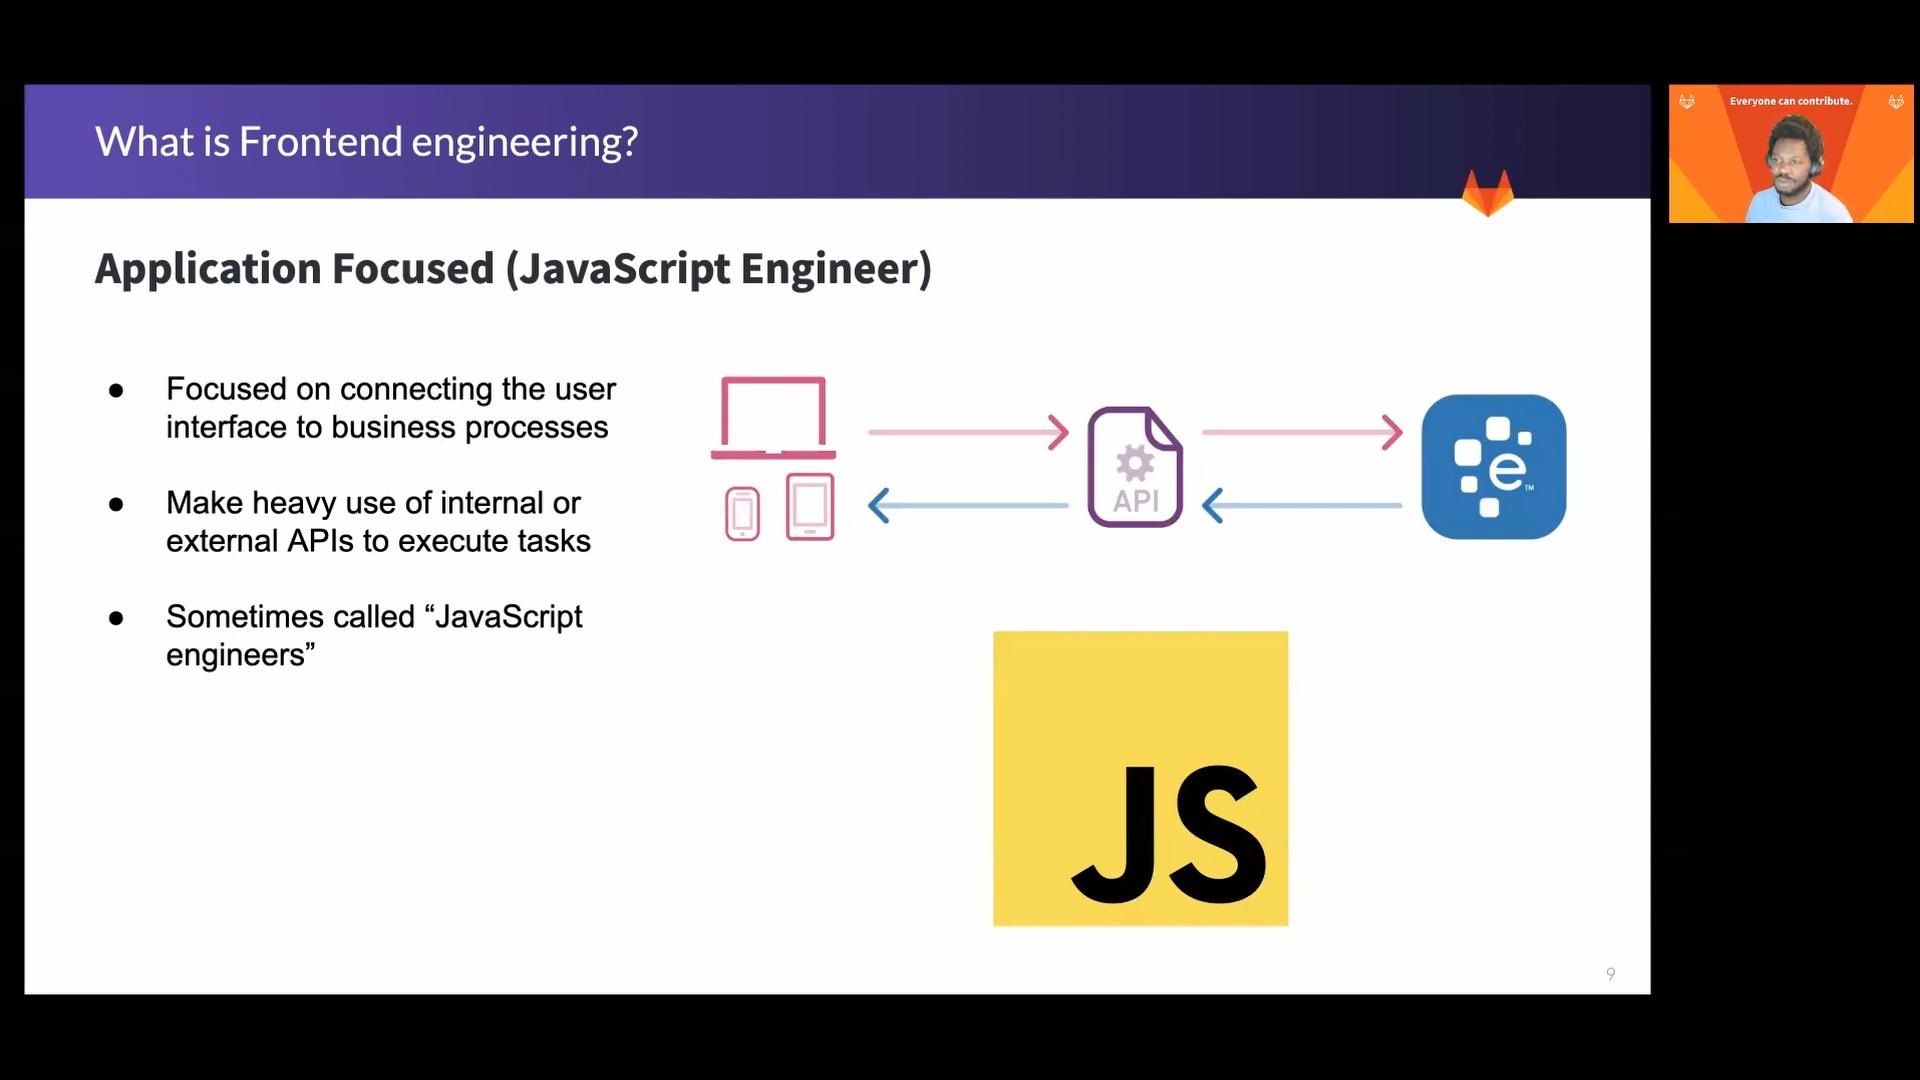 What is Frontend engineering?
Everyone can contribute.
Application Focused (JavaScript Engineer)
● Focused on connecting the user
interface to business processes
● Make heavy use of internal or
external APIs to execute tasks
● Sometimes called “JavaScript
engineers”
API
e™
JS
9